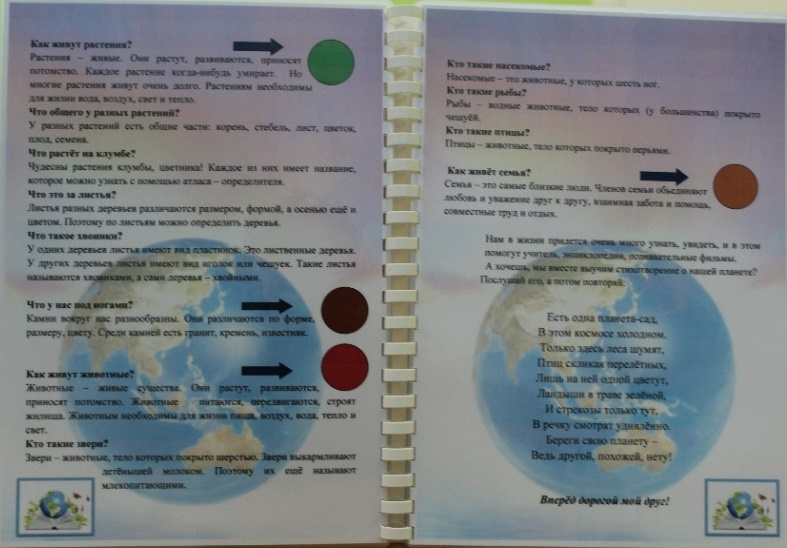 Как живут растения?
Растения – живые. Они растут, развиваются, приносят
потомство. Каждое растение когда-нибудь умирает. Но
многие растения живут очень долго. Растениям необходимы
для жизни вода, воздух, свет и тепло.
Что общего у разных растений?
У разных растений есть общие части: корень, стебель, лист, цветок,
плод, семена.
Что растёт на клумбе?
Чудесны растения клумбы, цветника! Каждое из них имеет название,
которое можно узнать с помощью атласа – определителя.
Что это за листья?
Листья разных деревьев различаются размером, формой, а осенью ещё и
цветом. Поэтому по листьям можно определить деревья.
Что такое хвоинки?
У одних деревьев листья имеют вид пластинок. Это лиственные деревья.
У других деревьев листья имеют вид иголок или чешуек. Такие листья
называются хвоинками, а сами деревья – хвойными.
Что у нас под ногами?
Камни вокруг нас разнообразны. Они различаются по форме,
размеру, цвету. Среди камней есть гранит, кремень, известняк.
Как живут животные?
Животные – живые существа. Они растут, развиваются,
приносят потомство. Животные питаются, передвигаются, строят
жилища. Животным необходимы для жизни пища, воздух, вода, тепло и
свет.
Кто такие звери?
Звери – животные, тело которых покрыто шерстью. Звери выкармливают
детёнышей молоком. Поэтому их ещё называют
млекопитающими.
Кто такие насекомые?
Насекомые – это животные, у которых шесть ног.
Кто такие рыбы?
Рыбы – водные животные, тело которых (у большенства) покрыто
чешуёй.
Кто такие птицы?
Птицы – животные, тело которых покрыто перьями.
Как живёт семья?
Семья – это самые близкие люди. Членов семьи объединяют
любовь и уважение друг к другу, взаимная забота и помощь,
совместные труд и отдых.
Нам в жизни придется очень много узнать, увидеть, и в этом
помогут учитель, энциклопедии, познавательные фильмы.
А хочешь, мы вместе выучим стихотворение о нашей планете?
Послушай его, а потом повторяй:
Есть одна планета-сад,
В этом космосе холодном.
Только здесь леса шумят,
Птиц скликая перелётных,
Лишь на ней одной цветут,
Ландыши в траве зелёной,
И стрекозы только тут,
В речку смотрят удивлённо.
Береги свою планету –
Ведь другой, похожей, нету!
Вперёд дорогой мой друг!